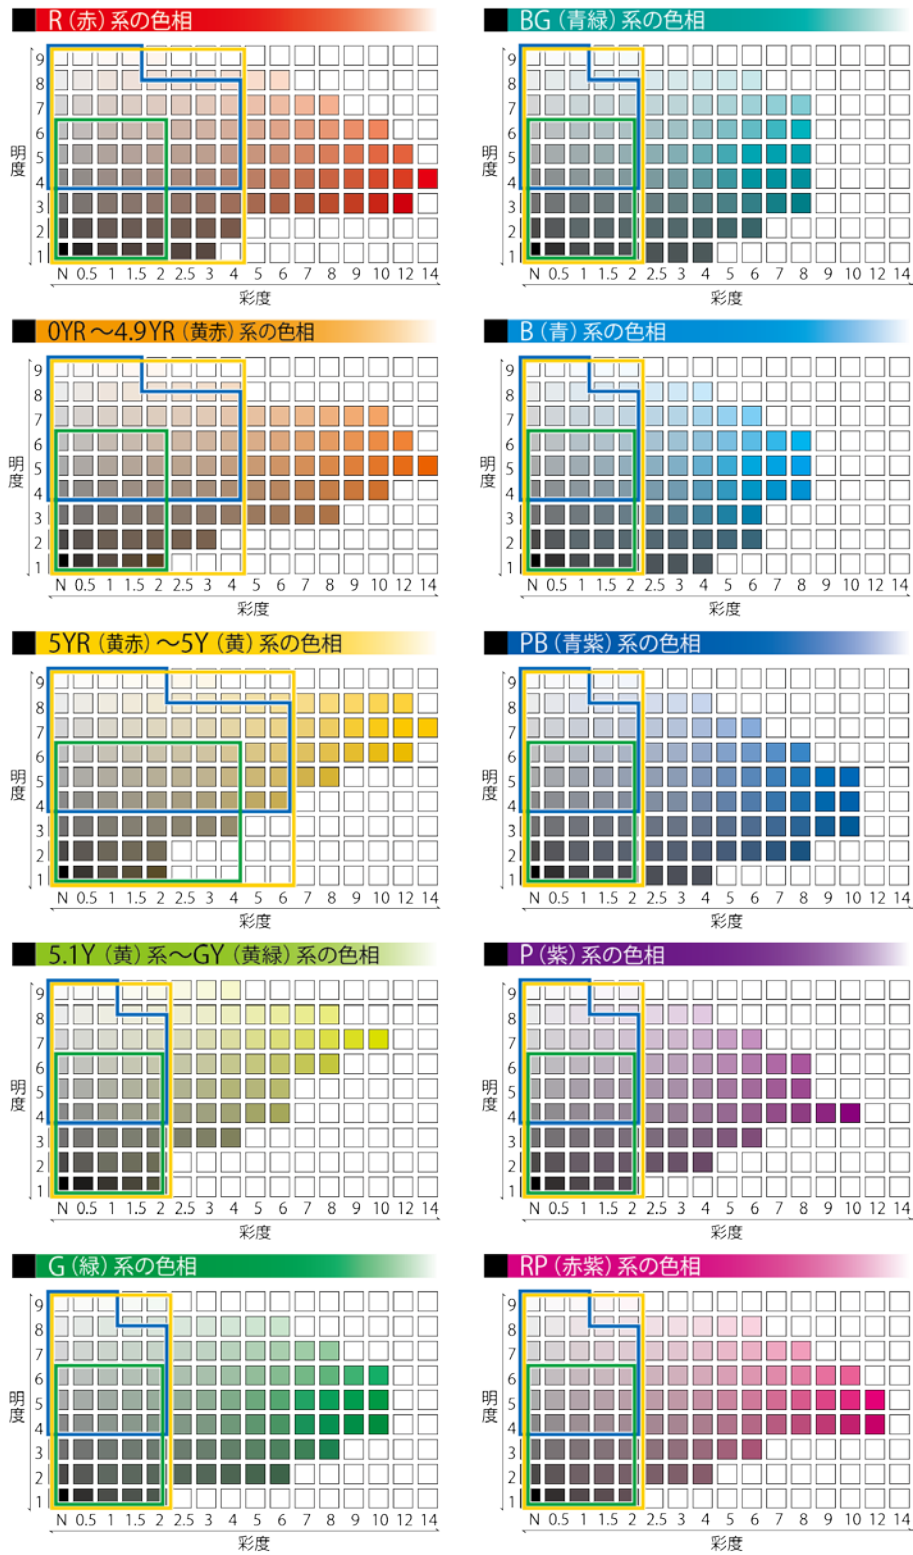 R（赤）系の色相
9
8
7
6
明度
5
4
3
2
1
N 0.5 1 1.5 2 2.5 3 4 5 6 7 8 9 10 12 14
彩度
0YR～4.9YR（黄赤）系の色相
9
8
7
6
明度
5
4
3
2
1
N 0.5 1 1.5 2 2.5 3 4 5 6 7 8 9 10 12 14
彩度
5YR（黄赤）～5Y（黄）系の色相
9
8
7
6
明度
5
4
3
2
1
N 0.5 1 1.5 2 2.5 3 4 5 6 7 8 9 10 12 14
彩度
5.1Y（黄）系～GY（黄緑）系の色相
9
8
7
6
明度
5
4
3
2
1
N 0.5 1 1.5 2 2.5 3 4 5 6 7 8 9 10 12 14
彩度
G（緑）系の色相
9
8
7
6
明度
5
4
3
2
1
N 0.5 1 1.5 2 2.5 3 4 5 6 7 8 9 10 12 14
彩度
BG（青緑）系の色相
9
8
7
6
明度
5
4
3
2
1
N 0.5 1 1.5 2 2.5 3 4 5 6 7 8 9 10 12 14
彩度
B（青）系の色相
9
8
7
6
明度
5
4
3
2
1
N 0.5 1 1.5 2 2.5 3 4 5 6 7 8 9 10 12 14
彩度
PB（青紫）系の色相
9
8
7
6
明度
5
4
3
2
1
N 0.5 1 1.5 2 2.5 3 4 5 6 7 8 9 10 12 14
彩度
P（紫）系の色相
9
8
7
6
明度
5
4
3
2
1
N 0.5 1 1.5 2 2.5 3 4 5 6 7 8 9 10 12 14
彩度
RP（赤紫）系の色相
9
8
7
6
明度
5
4
3
2
1
N 0.5 1 1.5 2 2.5 3 4 5 6 7 8 9 10 12 14
彩度